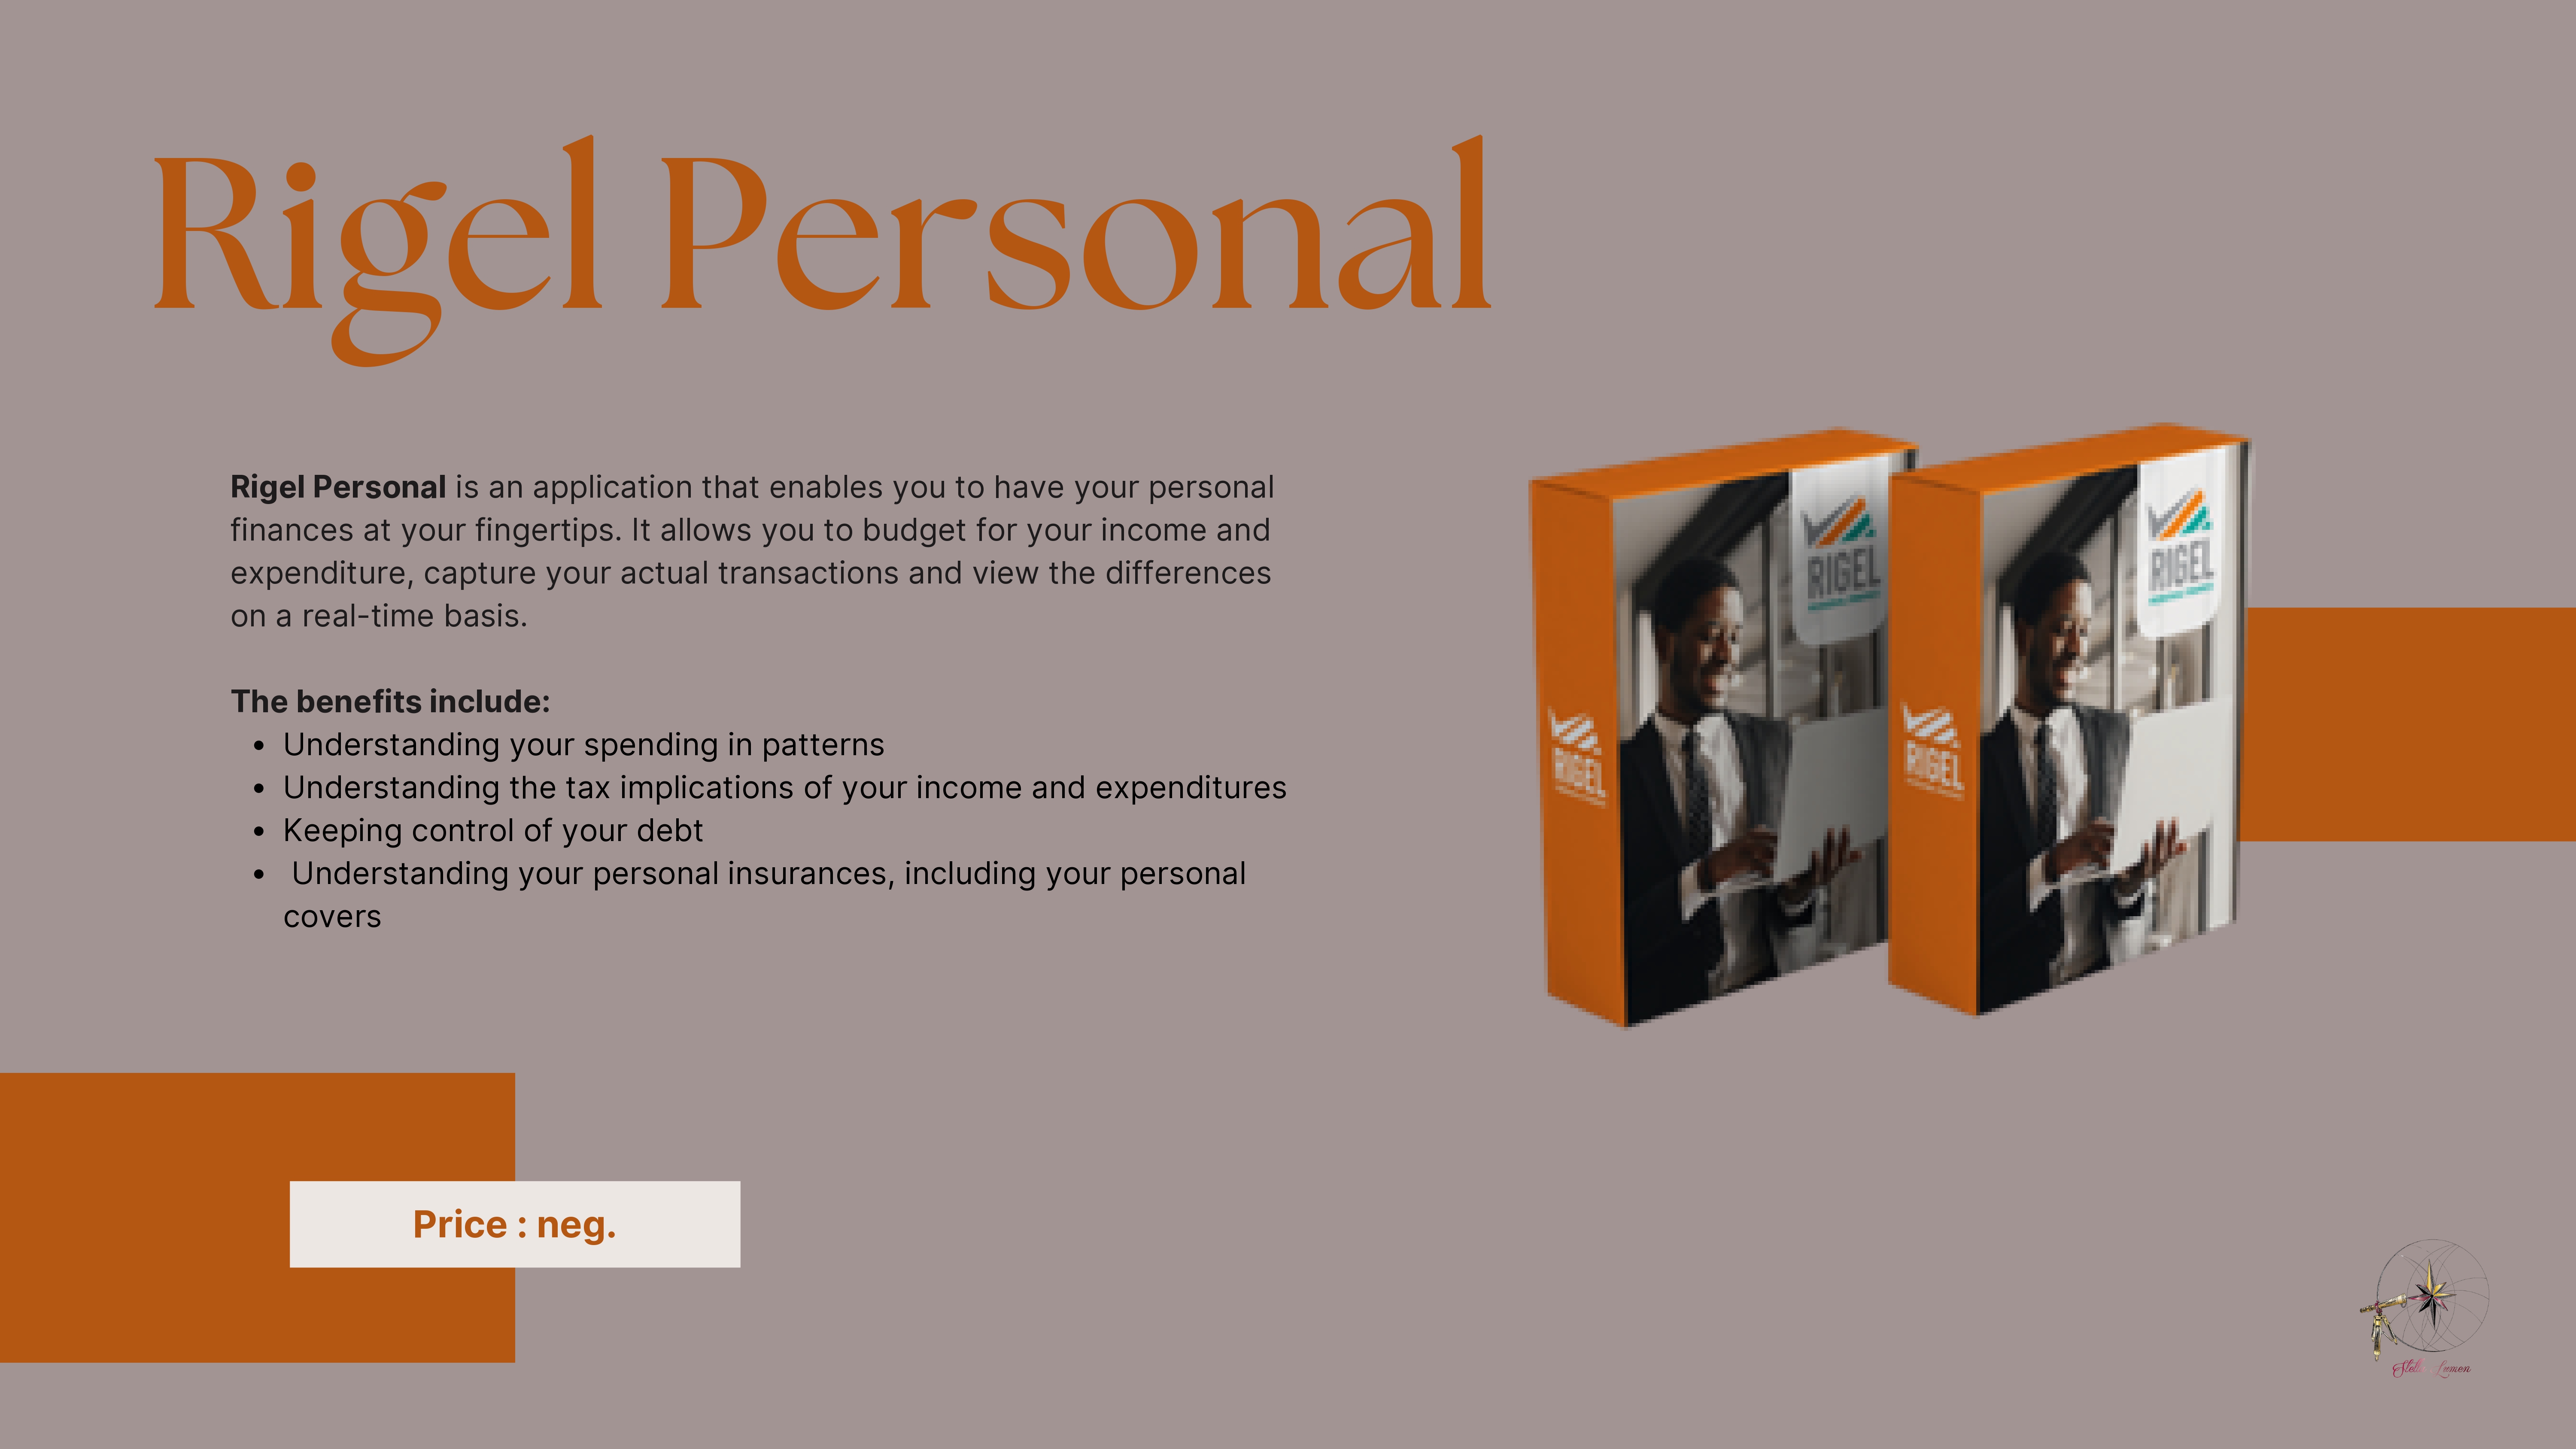 Rigel Personal
Rigel Personal is an application that enables you to have your personal
finances at your fingertips. It allows you to budget for your income and
expenditure, capture your actual transactions and view the differences
on a real-time basis.
The benefits include:
• Understanding your spending in patterns
• Understanding the tax implications of your income and expenditures
• Keeping control of your debt
• Understanding your personal insurances, including your personal
covers
RIGEL
RIGEL
RIGEL
RIGEL
Price : neg.